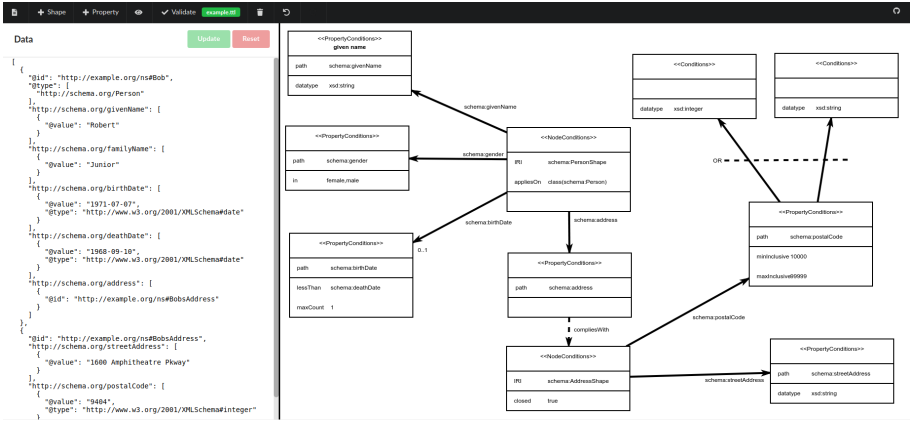 + Shape + Property Validate example.ttl
Data Update Reset
[
{
"@id": "http://example.org/ns#Bob",
"@type": [
"http://schema.org/Person"
],
"http://schema.org/givenName": [
{
"@value": "Robert"
}
],
"http://schema.org/familyName": [
{
"@value": "Junior"
}
],
"http://schema.org/birthDate": [
{
"@value": "1971-07-07",
"@type": "http://www.w3.org/2001/XMLSchema#date"
}
],
"http://schema.org/deathDate": [
{
"@value": "1968-09-10",
"@type": "http://www.w3.org/2001/XMLSchema#date"
}
],
"http://schema.org/address": [
{
"@id": "http://example.org/ns#BobsAddress"
}
]
},
{
"@id": "http://example.org/ns#BobsAddress",
"http://schema.org/streetAddress": [
{
"@value": "1600 Amphitheatre Pkway"
}
],
"http://schema.org/postalCode": [
{
"@value": "9404",
"@type": "http://www.w3.org/2001/XMLSchema#integer"
}
<<PropertyConditions>>
given name
path schema:givenName
datatype xsd:string
<<PropertyConditions>>
path schema:gender
in female,male
<<PropertyConditions>>
path schema:birthDate
lessThan schema:deathDate
maxCount 1
schema:givenName
schema:gender
schema:birthDate
0..1
<<NodeConditions>>
IRI schema:PersonShape
appliesOn class(schema:Person)
schema:address
<<PropertyConditions>>
path schema:address
compliesWith
<<NodeConditions>>
IRI schema:AddressShape
closed true
<<Conditions>>
datatype xsd:integer
<<Conditions>>
datatype xsd:string
OR
<<PropertyConditions>>
path schema:postalCode
minInclusive 10000
maxInclusive99999
schema:postalCode
schema:streetAddress
<<PropertyConditions>>
path schema:streetAddress
datatype xsd:string